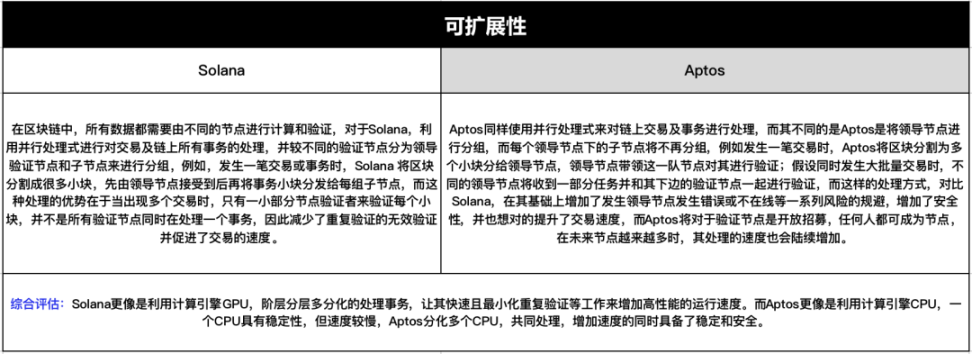 可扩展性
Solana
Aptos
在区块链中，所有数据都需要由不同的节点进行计算和验证，对于Solana，利
用并行处理式进行对交易及链上所有事务的处理，并较不同的验证节点分为领导
验证节点和子节点来进行分组，例如，发生一笔交易或事务时，Solana 将区块
分割成很多小块，先由领导节点接受到后再将事务小块分发给每组子节点，而这
种处理的优势在于当出现多个交易时，只有一小部分节点验证者来验证每个小
块，并不是所有验证节点同时在处理一个事务，因此减少了重复验证的无效验证
并促进了交易的速度。
Aptos同样使用并行处理式来对链上交易及事务进行处理，而其不同的是Aptos是将领导节点进
行分组，而每个领导节点下的子节点将不再分组，例如发生一笔交易时，Aptos将区块分割为多
个小块分给领导节点，领导节点带领这一队节点对其进行验证；假设同时发生大批量交易时，不
同的领导节点将收到一部分任务并和其下边的验证节点一起进行验证，而这样的处理方式，对比
Solana，在其基础上增加了发生领导节点发生错误或不在线等一系列风险的规避，增加了安全
性，并也想对的提升了交易速度，而Aptos将对于验证节点是开放招募，任何人都可成为节点，
在未来节点越来越多时，其处理的速度也会陆续增加。
综合评估：Solana更像是利用计算引擎GPU，阶层分层多分化的处理事务，让其快速且最小化重复验证等工作来增加高性能的运行速度。而Aptos更像是利用计算引擎CPU，一
个CPU具有稳定性，但速度较慢，Aptos分化多个CPU，共同处理，增加速度的同时具备了稳定和安全。